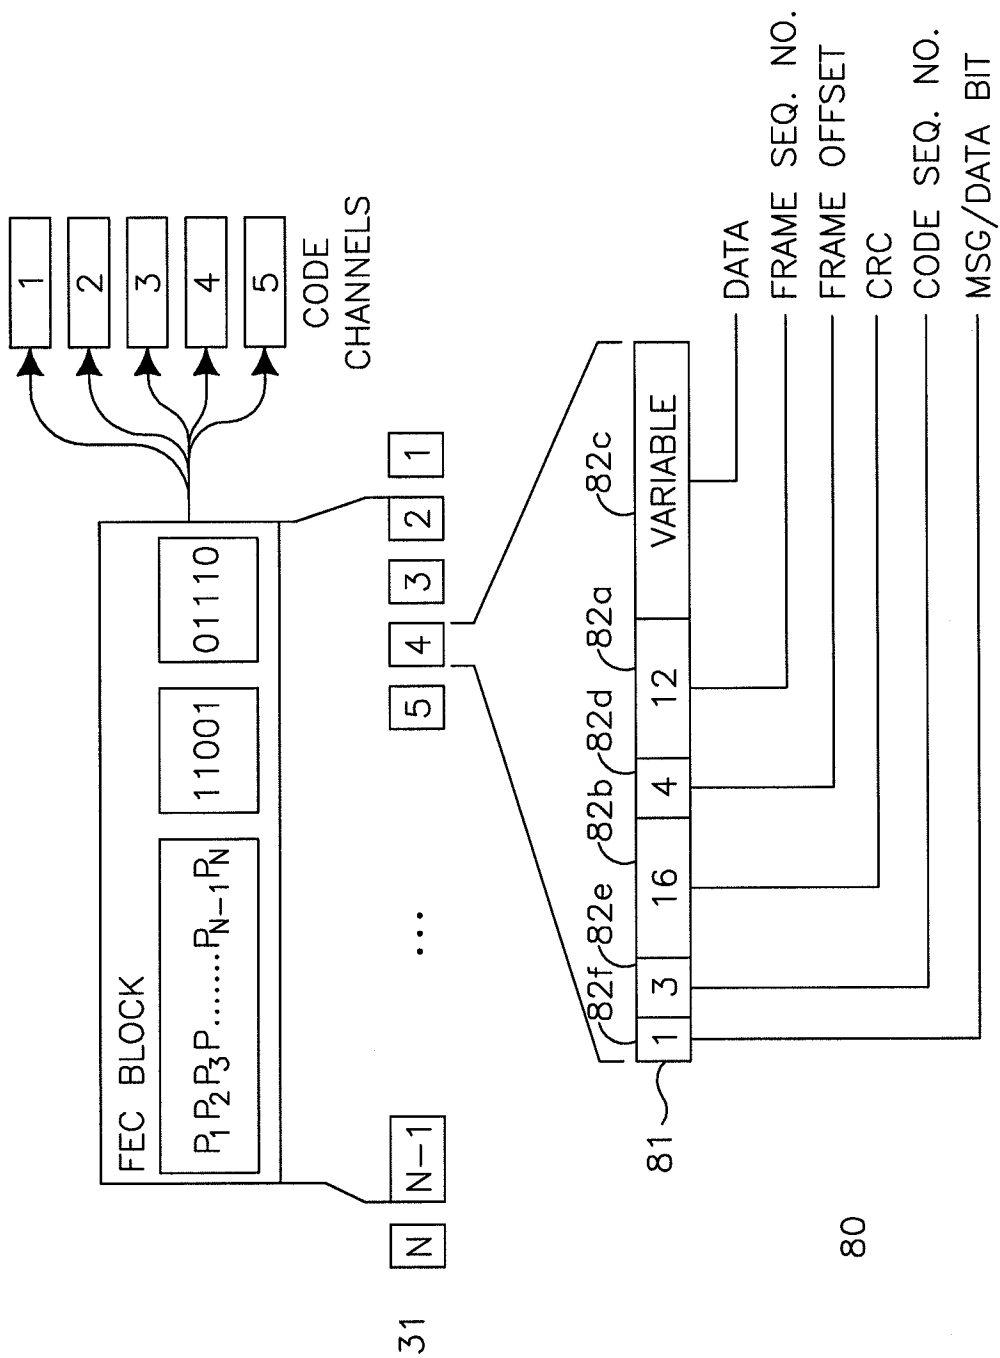 FEC BLOCK
P1P2P3P........PN-1PN
11001
01110
1
2
3
4
5
CODE
CHANNELS
31
N
N-1
...
5
4
3
2
1
82f
82e
82b
82d
82a
82c
81
1
3
16
4
12
VARIABLE
DATA
FRAME SEQ. NO.
FRAME OFFSET
CRC
CODE SEQ. NO.
MSG/DATA BIT
80